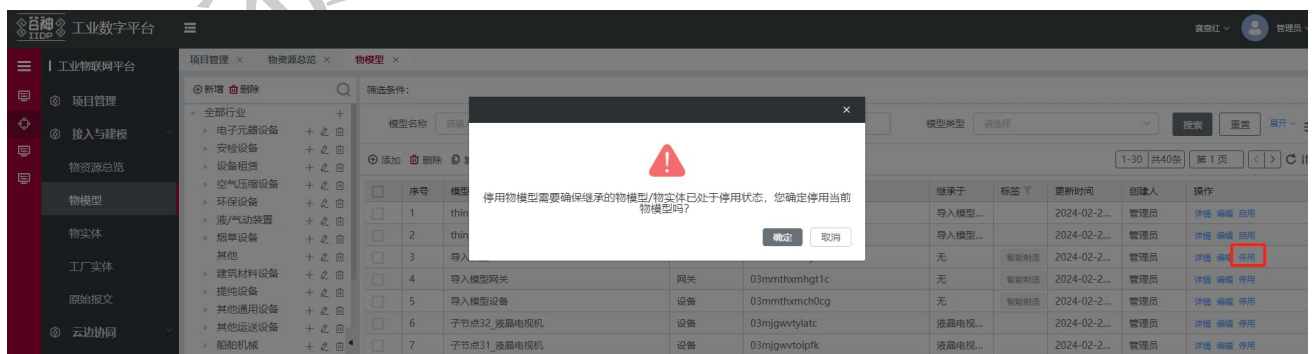 谷神 IIDP 工业数字平台
管理员
工业物联网平台
项目管理
接入与建模
物资源总览
物模型
物实体
工厂实体
原始报文
云边协同
项目管理 × 物资源总览 × 物模型 ×
新增 删除
全部行业
电子元器设备
安检设备
设备租赁
空气压缩设备
环保设备
液/气动装置
烟草设备
其他
建筑材料设备
提纯设备
其他通用设备
其他运送设备
船舶机械
筛选条件:
模型名称 模型类型 请选择 搜索 重置 展开
添加 删除 1-30 共40条 第 1 页
停用物模型需要确保继承的物模型/物实体已处于停用状态，您确定停用当前
物模型吗?
确定 取消
序号 继承于 标签 更新时间 创建人 操作
1 thin 导入模型... 2024-02-2... 管理员 详情 编辑 启用
2 thin 导入模型... 2024-02-2... 管理员 详情 编辑 启用
3 导入 无 智能制造 2024-02-2... 管理员 详情 编辑 停用
4 导入模型网关 网关 03mmthxmhgt1c 无 智能制造 2024-02-2... 管理员 详情 编辑 停用
5 导入模型设备 设备 03mmthxmch0cg 无 智能制造 2024-02-2... 管理员 详情 编辑 停用
6 子节点32_液晶电视机 设备 03mjgwvtylatc 液晶电视... 2024-02-2... 管理员 详情 编辑 停用
7 子节点31_液晶电视机 设备 03mjgwvtolpfk 液晶电视... 2024-02-2... 管理员 详情 编辑 停用